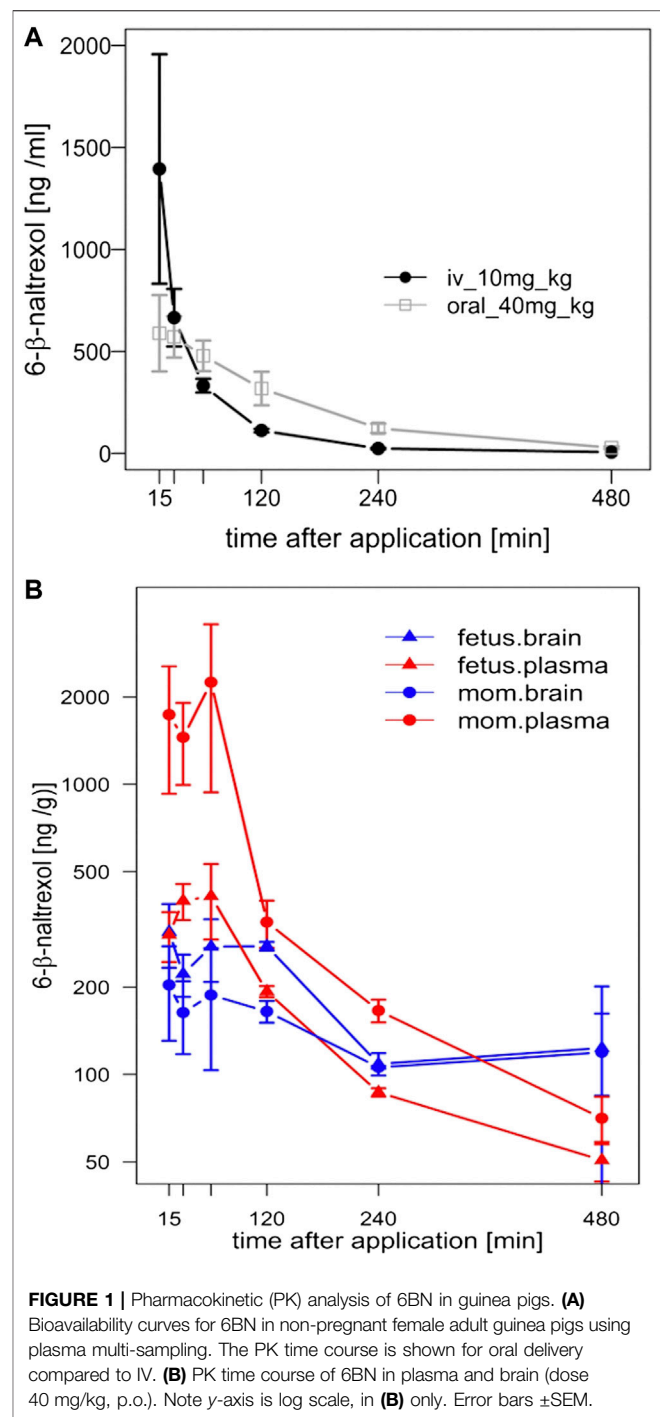 A
6-β-naltrexol [ng /ml]
2000
1500
1000
500
0
iv_10mg_kg
oral_40mg_kg
15
120
240
480
time after application [min]
B
6-β-naltrexol [ng /g)]
2000
1000
500
200
100
50
fetus.brain
fetus.plasma
mom.brain
mom.plasma
15
120
240
480
time after application [min]
FIGURE 1 | Pharmacokinetic (PK) analysis of 6BN in guinea pigs. (A)
Bioavailability curves for 6BN in non-pregnant female adult guinea pigs using
plasma multi-sampling. The PK time course is shown for oral delivery
compared to IV. (B) PK time course of 6BN in plasma and brain (dose
40 mg/kg, p.o.). Note y-axis is log scale, in (B) only. Error bars ±SEM.